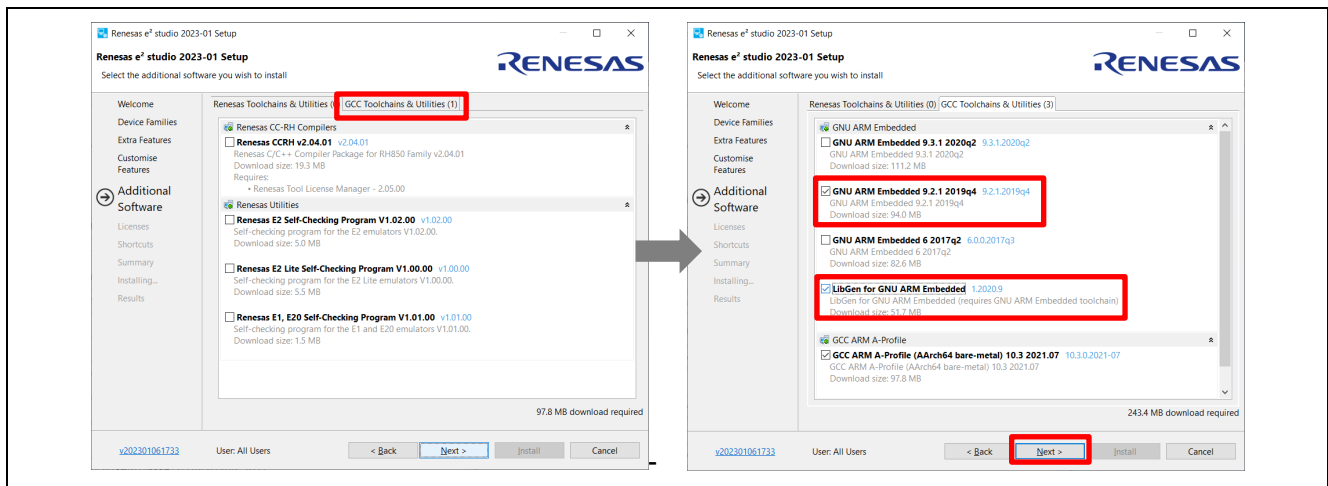 Renesas e² studio 2023-01 Setup
Renesas e² studio 2023-01 Setup
Select the additional software you wish to install
RENESAS
Welcome
Device Families
Extra Features
Customise
Features
Additional
Software
Licenses
Shortcuts
Summary
Installing...
Results
Renesas Toolchains & Utilities (
GCC Toolchains & Utilities (1)
Renesas CC-RH Compilers
Renesas CCRH v2.04.01 v2.04.01
Renesas C/C++ Compiler Package for RH850 Family v2.04.01
Download size: 19.3 MB
Requires:
• Renesas Tool License Manager - 2.05.00
Renesas Utilities
Renesas E2 Self-Checking Program V1.02.00 v1.02.00
Self-checking program for the E2 emulators V1.02.00.
Download size: 5.0 MB
Renesas E2 Lite Self-Checking Program V1.00.00 v1.00.00
Self-checking program for the E2 Lite emulators V1.00.00.
Download size: 5.5 MB
Renesas E1, E20 Self-Checking Program V1.01.00 v1.01.00
Self-checking program for the E1 and E20 emulators V1.01.00.
Download size: 1.5 MB
97.8 MB download required
v202301061733
User: All Users
< Back
Next >
Install
Cancel
Renesas e² studio 2023-01 Setup
Renesas e² studio 2023-01 Setup
Select the additional software you wish to install
RENESAS
Welcome
Device Families
Extra Features
Customise
Features
Additional
Software
Licenses
Shortcuts
Summary
Installing...
Results
Renesas Toolchains & Utilities (0)
GCC Toolchains & Utilities (3)
GNU ARM Embedded
GNU ARM Embedded 9.3.1 2020q2 9.3.1.2020q2
GNU ARM Embedded 9.3.1 2020q2
Download size: 111.2 MB
GNU ARM Embedded 9.2.1 2019q4 9.2.1.2019q4
GNU ARM Embedded 9.2.1 2019q4
Download size: 94.0 MB
GNU ARM Embedded 6 2017q2 6.0.0.2017q3
GNU ARM Embedded 6 2017q2
Download size: 82.6 MB
LibGen for GNU ARM Embedded 1.2020.9
LibGen for GNU ARM Embedded (requires GNU ARM Embedded toolchain)
Download size: 51.7 MB
GCC ARM A-Profile
GCC ARM A-Profile (AArch64 bare-metal) 10.3 2021.07 10.3.0.2021-07
GCC ARM A-Profile (AArch64 bare-metal) 10.3 2021.07
Download size: 97.8 MB
243.4 MB download required
v202301061733
User: All Users
< Back
Next >
Install
Cancel